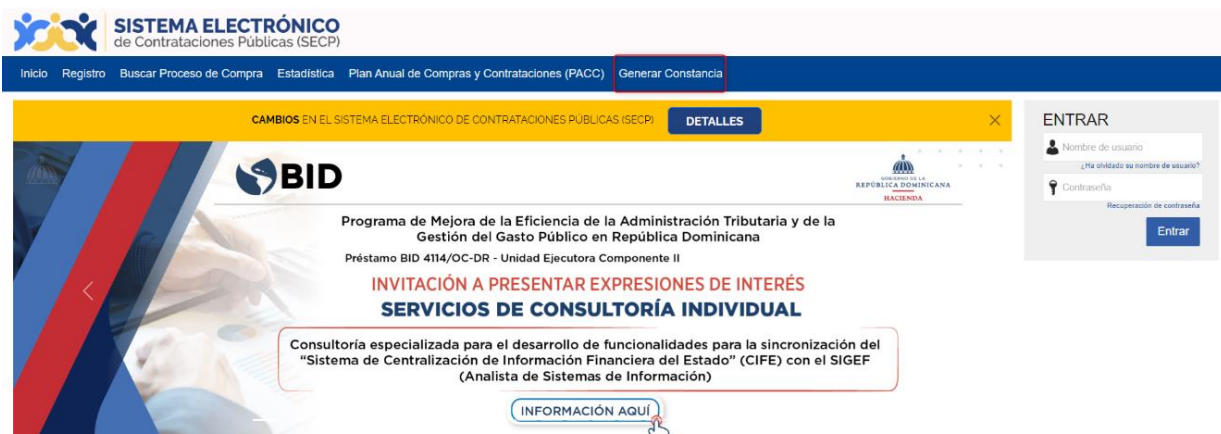 SISTEMA ELECTRÓNICO
de Contrataciones Públicas (SECP)
Inicio Registro Buscar Proceso de Compra Estadística Plan Anual de Compras y Contrataciones (PACC) Generar Constancia
CAMBIOS EN EL SISTEMA ELECTRÓNICO DE CONTRATACIONES PÚBLICAS (SECP) DETALLES
BID
GOBIERNO DE LA
REPÚBLICA DOMINICANA
HACIENDA
Programa de Mejora de la Eficiencia de la Administración Tributaria y de la
Gestión del Gasto Público en República Dominicana
Préstamo BID 4114/OC-DR - Unidad Ejecutora Componente II
INVITACIÓN A PRESENTAR EXPRESIONES DE INTERÉS
SERVICIOS DE CONSULTORÍA INDIVIDUAL
Consultoría especializada para el desarrollo de funcionalidades para la sincronización del
“Sistema de Centralización de Información Financiera del Estado” (CIFE) con el SIGEF
(Analista de Sistemas de Información)
INFORMACIÓN AQUÍ
ENTRAR
Nombre de usuario
¿Ha olvidado su nombre de usuario?
Contraseña
Recuperación de contraseña
Entrar